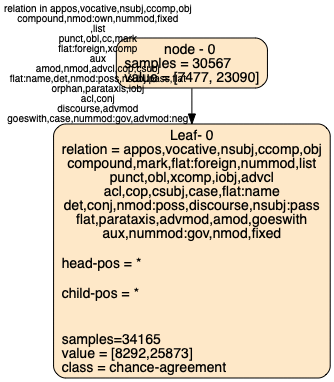 relation in appos,vocative,nsubj,ccomp,obj
compound,nmod:own,nummod,fixed
,list
punct,obl,cc,mark
flat:foreign,xcomp
aux
amod,nmod,advcl,cop,csubj
flat:name,det,nmod:poss,nsubj:pass,flat
orphan,parataxis,iobj
acl,conj
discourse,advmod
goeswith,case,nummod:gov,advmod:neg
node - 0
samples = 30567
value = [7477, 23090]
Leaf- 0
relation = appos,vocative,nsubj,ccomp,obj
compound,mark,flat:foreign,nummod,list
punct,obl,xcomp,iobj,advcl
acl,cop,csubj,case,flat:name
det,conj,nmod:poss,discourse,nsubj:pass
flat,parataxis,advmod,amod,goeswith
aux,nummod:gov,nmod,fixed
head-pos = *
child-pos = *
samples=34165
value = [8292,25873]
class = chance-agreement